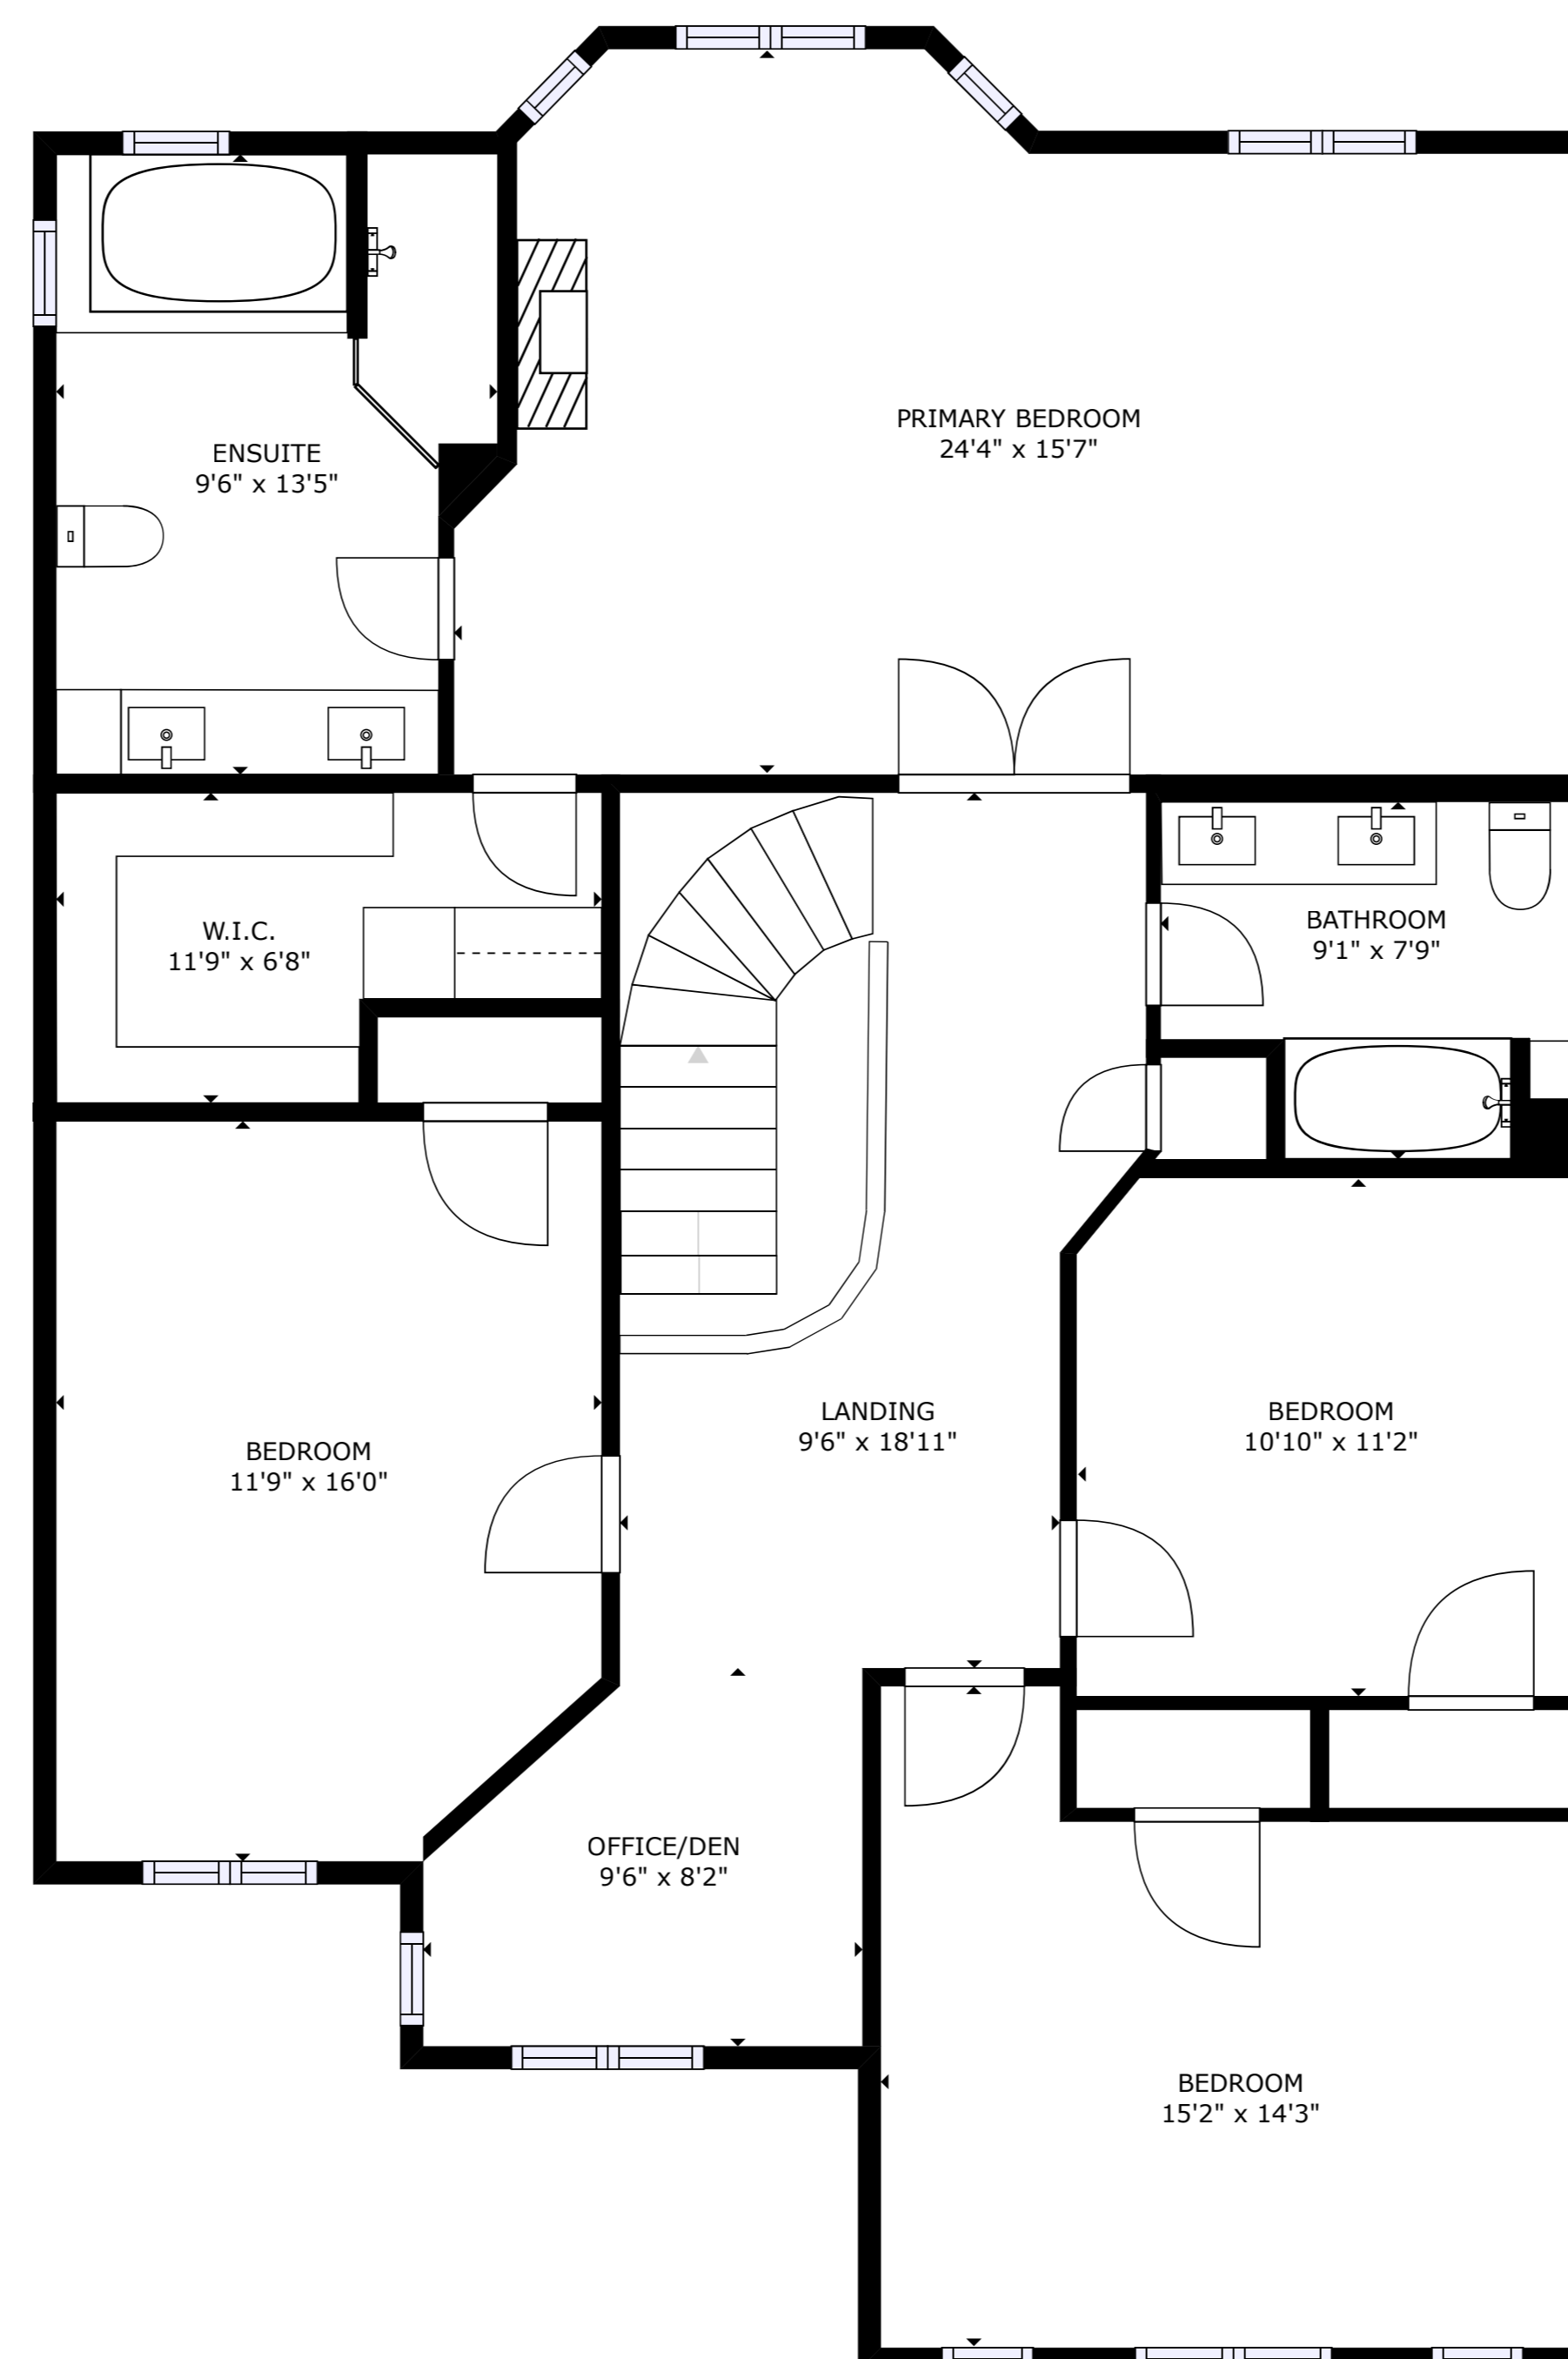 PRIMARY BEDROOM
24'4" x 15'7"
ENSUITE
9'6" x 13'5"
W.I.C.
11'9" x 6'8"
BATHROOM
9'1" x 7'9"
LANDING
9'6" x 18'11"
BEDROOM
10'10" x 11'2"
BEDROOM
11'9" x 16'0"
OFFICE/DEN
9'6" x 8'2"
BEDROOM
15'2" x 14'3"